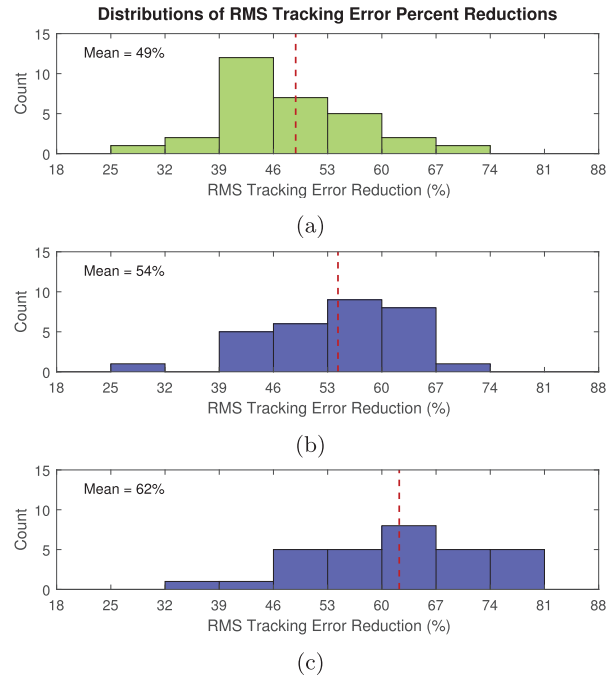 Distributions of RMS Tracking Error Percent Reductions
15
Mean = 49%
10
Count
5
0
18 25 32 39 46 53 60 67 74 81 88
RMS Tracking Error Reduction (%)
(a)
15
Mean = 54%
10
Count
5
0
18 25 32 39 46 53 60 67 74 81 88
RMS Tracking Error Reduction (%)
(b)
15
Mean = 62%
10
Count
5
0
18 25 32 39 46 53 60 67 74 81 88
RMS Tracking Error Reduction (%)
(c)